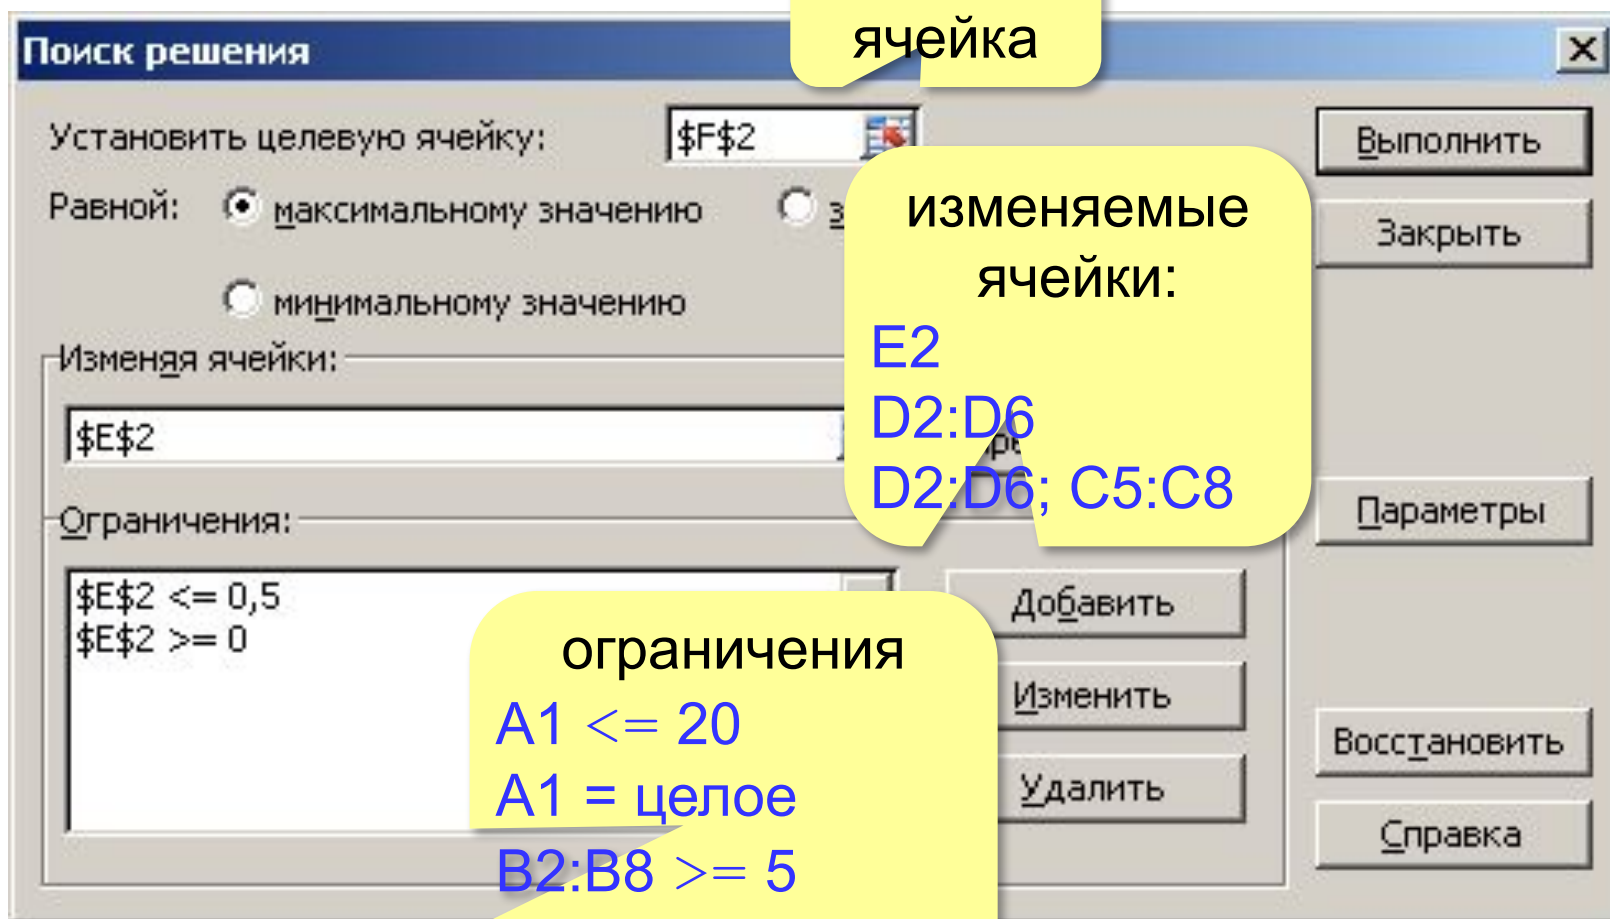 ячейка
Поиск решения
Установить целевую ячейку:
$F$2
Выполнить
Равной:
максимальному значению
Закрыть
минимальному значению
изменяемые
ячейки:
E2
D2:D6
D2:D6; C5:C8
Изменяя ячейки:
$E$2
Параметры
Ограничения:
$E$2 <= 0,5
$E$2 >= 0
Добавить
Изменить
Удалить
ограничения
A1 <= 20
A1 = целое
B2:B8 >= 5
Восстановить
Справка